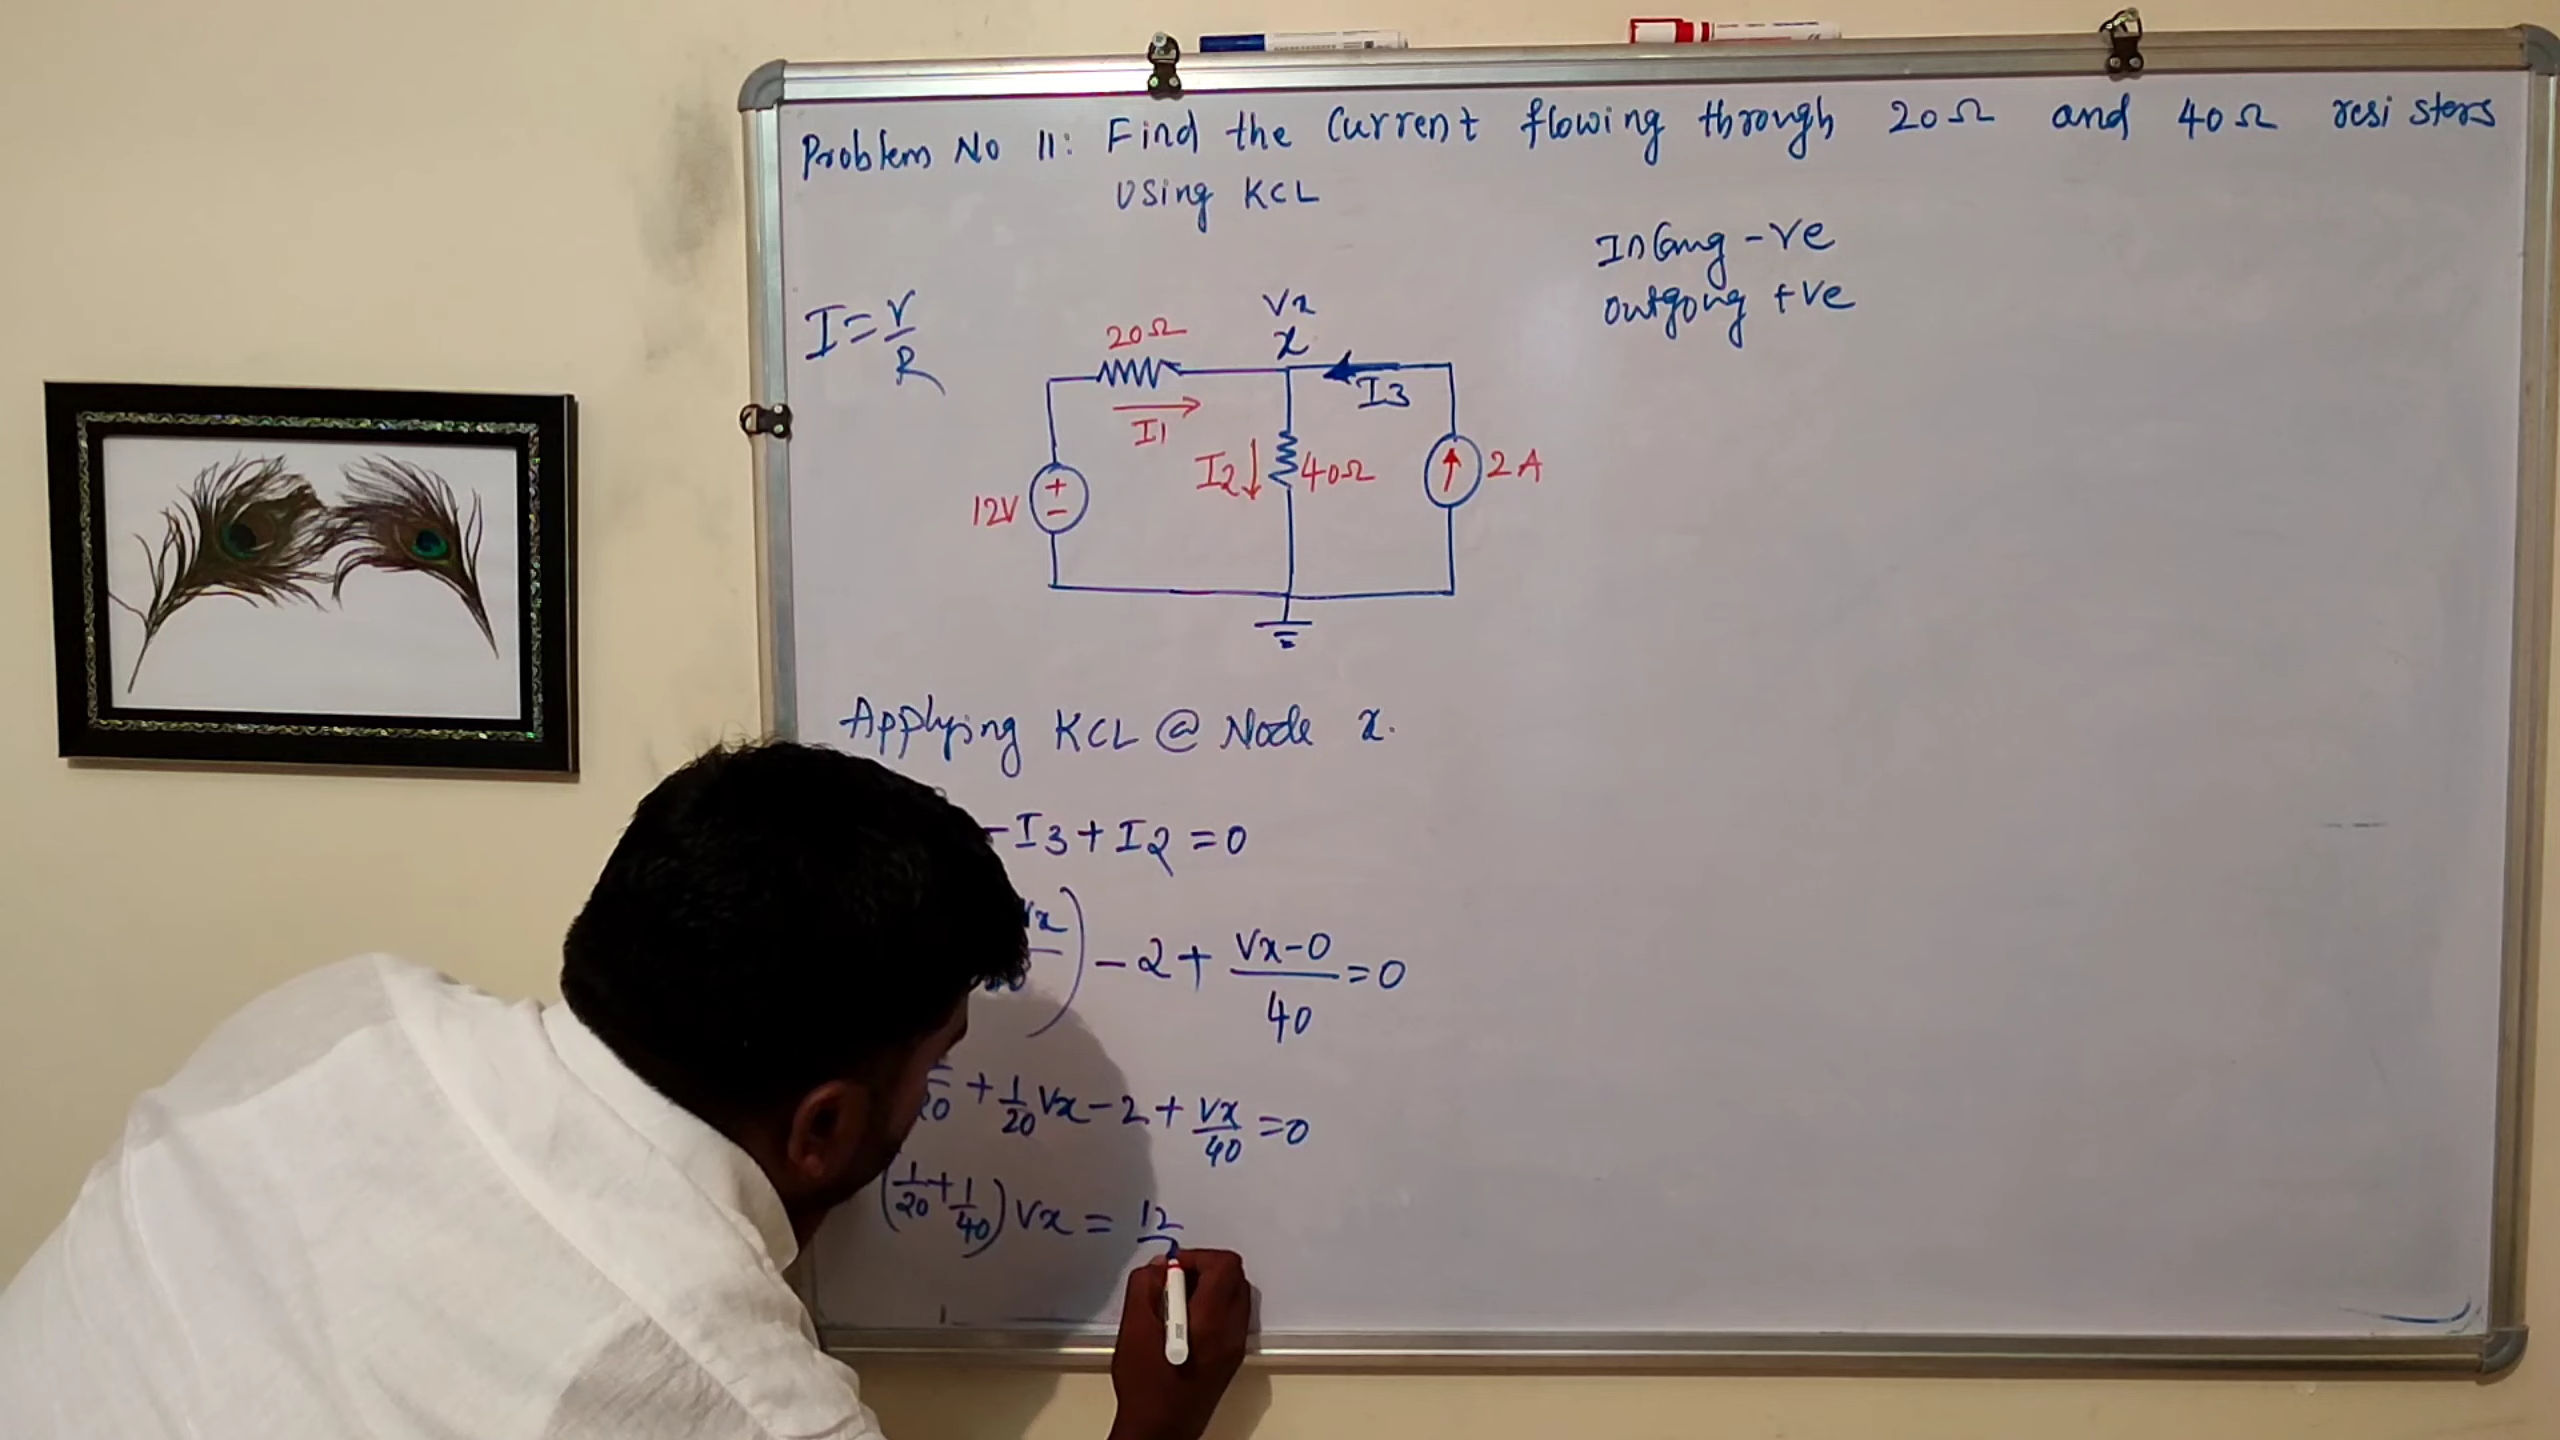 Problem No 11: Find the Current flowing through 20Ω and 40Ω resistors
Using KCL
Incoming -ve
outgoing +ve
I = V/R
Vx
x
20Ω
I1
I3
I2
40Ω
2A
12V
+
-
Applying KCL @ Node x.
-I3 + I2 = 0
) - 2 + (Vx-0)/40 = 0
+ 1/20 Vx - 2 + Vx/40 = 0
(1/20 + 1/40) Vx = 12